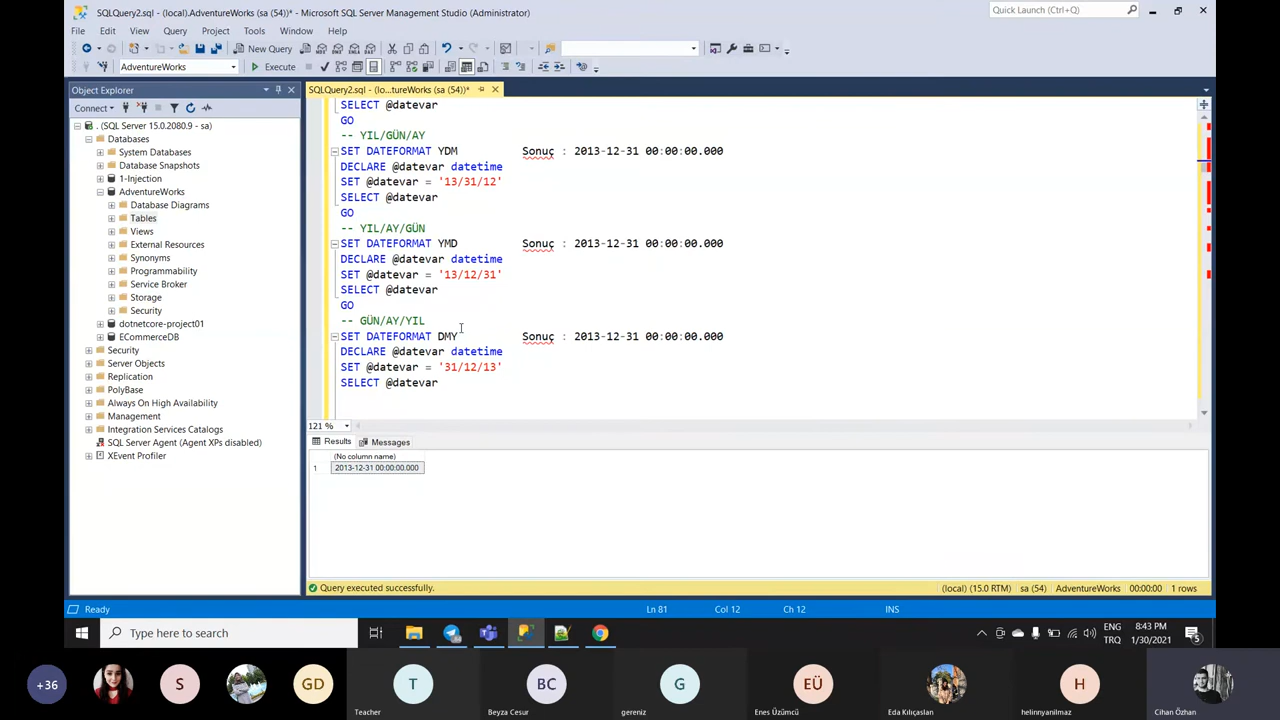 SQLQuery2.sql - (local).AdventureWorks (sa (54))* - Microsoft SQL Server Management Studio (Administrator)
Quick Launch (Ctrl+Q)
File Edit View Query Project Tools Window Help
New Query
AdventureWorks
Execute
Object Explorer
SQLQuery2.sql - (lo...tureWorks (sa (54))*
Connect
. (SQL Server 15.0.2080.9 - sa)
Databases
System Databases
Database Snapshots
1-Injection
AdventureWorks
Database Diagrams
Tables
Views
External Resources
Synonyms
Programmability
Service Broker
Storage
Security
dotnetcore-project01
ECommerceDB
Security
Server Objects
Replication
PolyBase
Always On High Availability
Management
Integration Services Catalogs
SQL Server Agent (Agent XPs disabled)
XEvent Profiler
SELECT @datevar
GO
-- YIL/GÜN/AY
SET DATEFORMAT YDM Sonuç : 2013-12-31 00:00:00.000
DECLARE @datevar datetime
SET @datevar = '13/31/12'
SELECT @datevar
GO
-- YIL/AY/GÜN
SET DATEFORMAT YMD Sonuç : 2013-12-31 00:00:00.000
DECLARE @datevar datetime
SET @datevar = '13/12/31'
SELECT @datevar
GO
-- GÜN/AY/YIL
SET DATEFORMAT DMY Sonuç : 2013-12-31 00:00:00.000
DECLARE @datevar datetime
SET @datevar = '31/12/13'
SELECT @datevar
121 %
Results Messages
(No column name)
1 2013-12-31 00:00:00.000
Query executed successfully.
(local) (15.0 RTM) sa (54) AdventureWorks 00:00:00 1 rows
Ready
Ln 81 Col 12 Ch 12 INS
Type here to search
ENG
TRQ
8:43 PM
1/30/2021
5
+36
S
GD
T
Teacher
BC
Beyza Cesur
G
gereniz
EÜ
Enes Üzümcü
Eda Kılıçaslan
H
helinnyanilmaz
Cihan Özhan